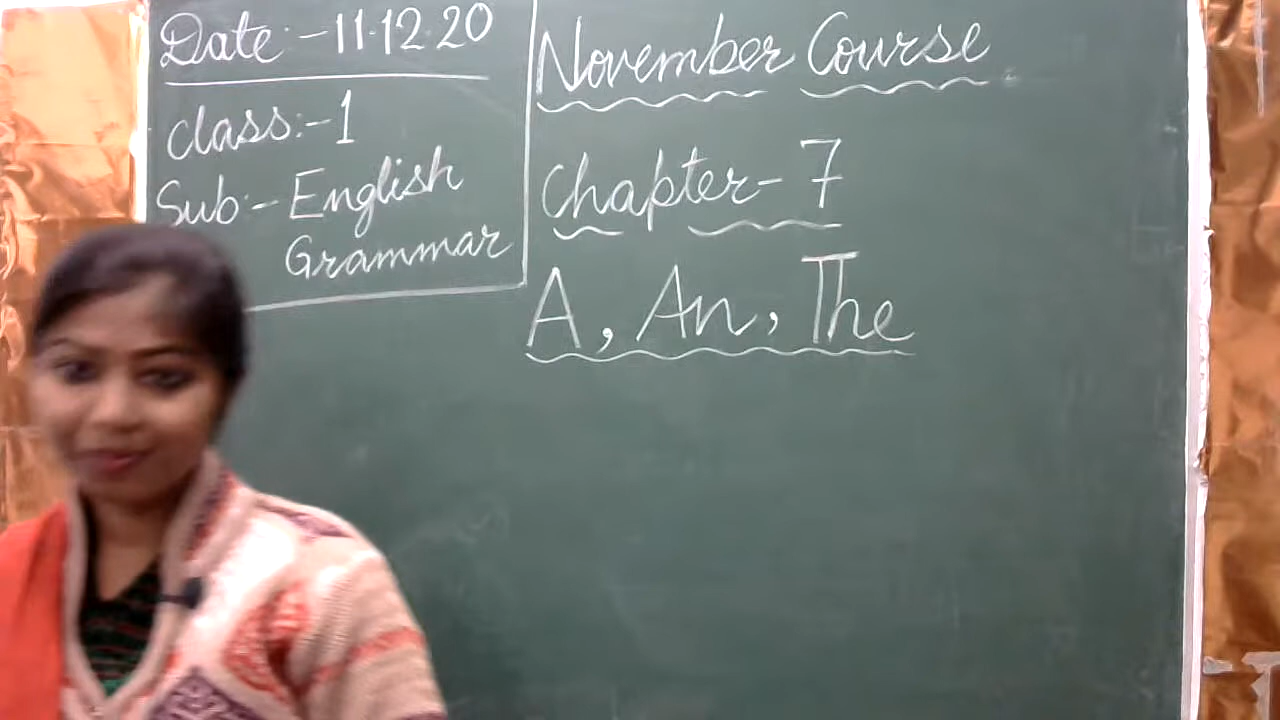 Date:-11.12.20
Class:-1
Sub:- English
Grammar
November Course
Chapter-7
A, An, The